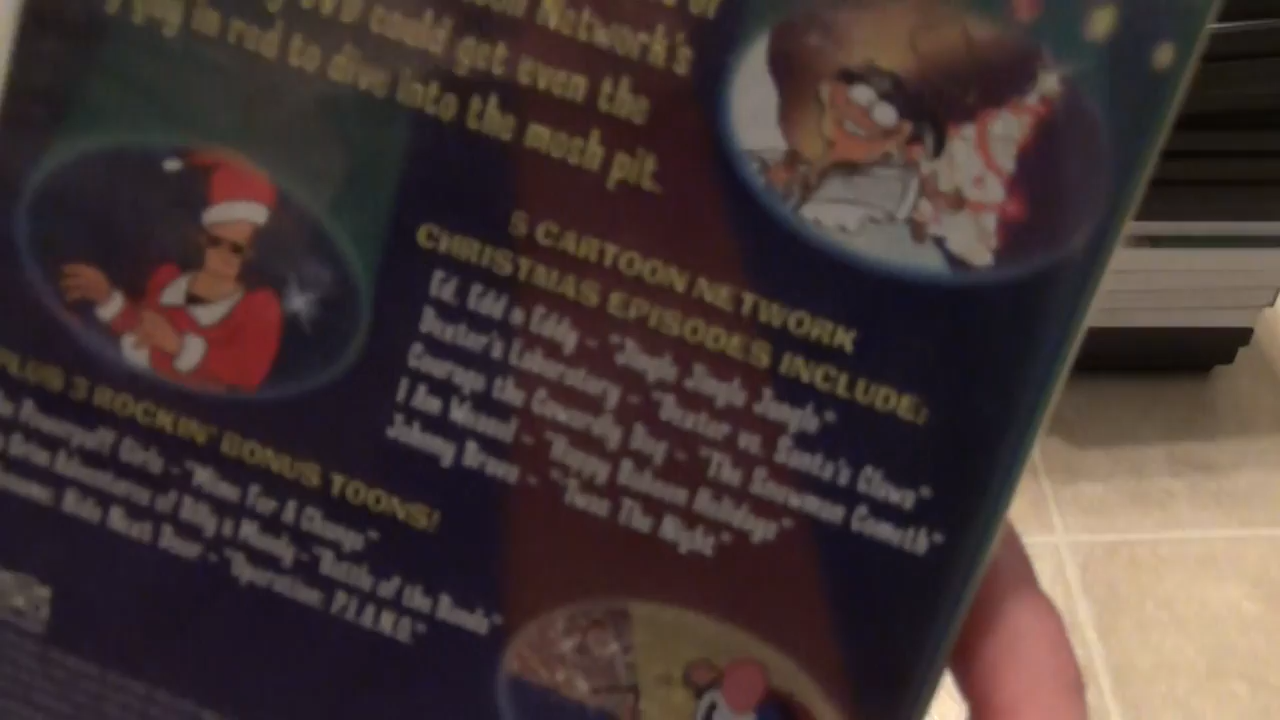 Network's
DVD could get even the
in red to dive into the mosh pit.
5 CARTOON NETWORK
CHRISTMAS EPISODES INCLUDE:
Ed, Edd n Eddy - "Jingle Jingle Jangle"
Dexter's Laboratory - "Dexter vs. Santa's Claws"
Courage the Cowardly Dog - "The Snowman Cometh"
I Am Weasel - "Happy Baboon Holidays"
Johnny Bravo - "Twas The Night"
PLUS 3 ROCKIN' BONUS TOONS!
Powerpuff Girls - "Mime For A Change"
Grim Adventures of Billy & Mandy - "Battle of the Bands"
Kids Next Door - "Operation: P.I.A.N.O."